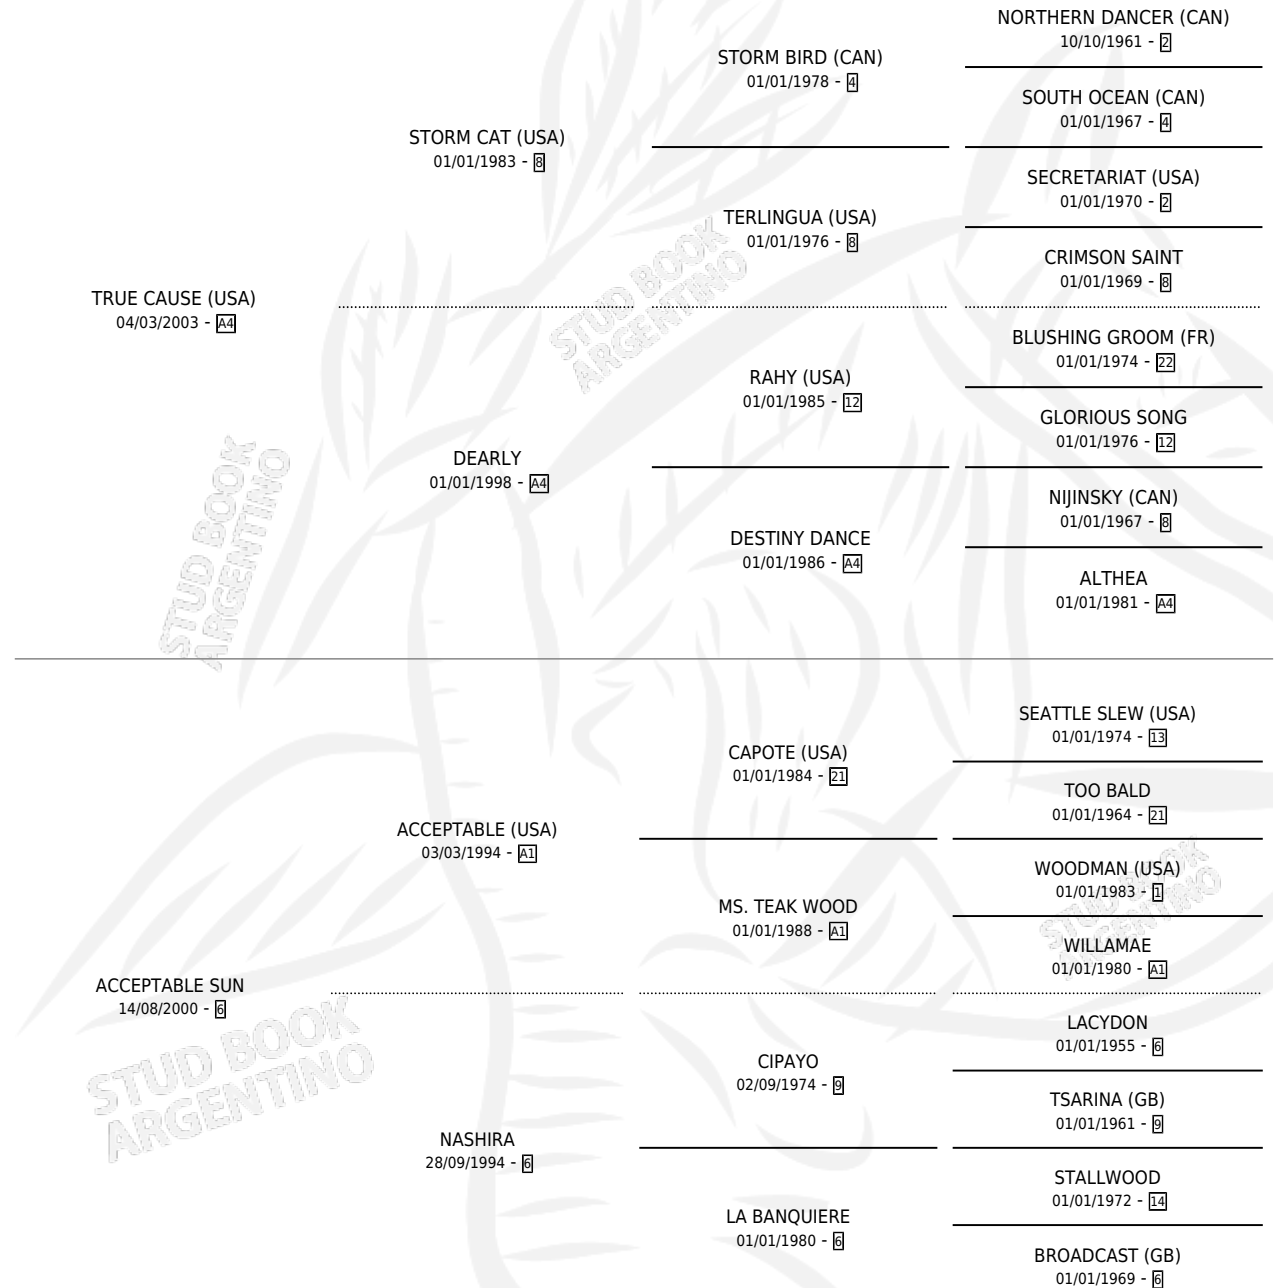 NORTHERN DANCER (CAN)
10/10/1961 - 2
STORM BIRD (CAN)
01/01/1978 - 4
SOUTH OCEAN (CAN)
01/01/1967 - 4
STORM CAT (USA)
01/01/1983 - 8
SECRETARIAT (USA)
01/01/1970 - 2
TERLINGUA (USA)
01/01/1976 - 8
CRIMSON SAINT
01/01/1969 - 8
TRUE CAUSE (USA)
04/03/2003 - A4
BLUSHING GROOM (FR)
01/01/1974 - 22
RAHY (USA)
01/01/1985 - 12
GLORIOUS SONG
01/01/1976 - 12
DEARLY
01/01/1998 - A4
NIJINSKY (CAN)
01/01/1967 - 8
DESTINY DANCE
01/01/1986 - A4
ALTHEA
01/01/1981 - A4
SEATTLE SLEW (USA)
01/01/1974 - 13
CAPOTE (USA)
01/01/1984 - 21
TOO BALD
01/01/1964 - 21
ACCEPTABLE (USA)
03/03/1994 - A1
WOODMAN (USA)
01/01/1983 - 1
MS. TEAK WOOD
01/01/1988 - A1
WILLAMAE
01/01/1980 - A1
ACCEPTABLE SUN
14/08/2000 - 6
LACYDON
01/01/1955 - 6
CIPAYO
02/09/1974 - 9
TSARINA (GB)
01/01/1961 - 9
NASHIRA
28/09/1994 - 6
STALLWOOD
01/01/1972 - 14
LA BANQUIERE
01/01/1980 - 6
BROADCAST (GB)
01/01/1969 - 6
STUD BOOK
ARGENTINO
STUD BOOK
ARGENTINO
STUD BOOK
ARGENTINO
STUD BOOK
ARGENTINO